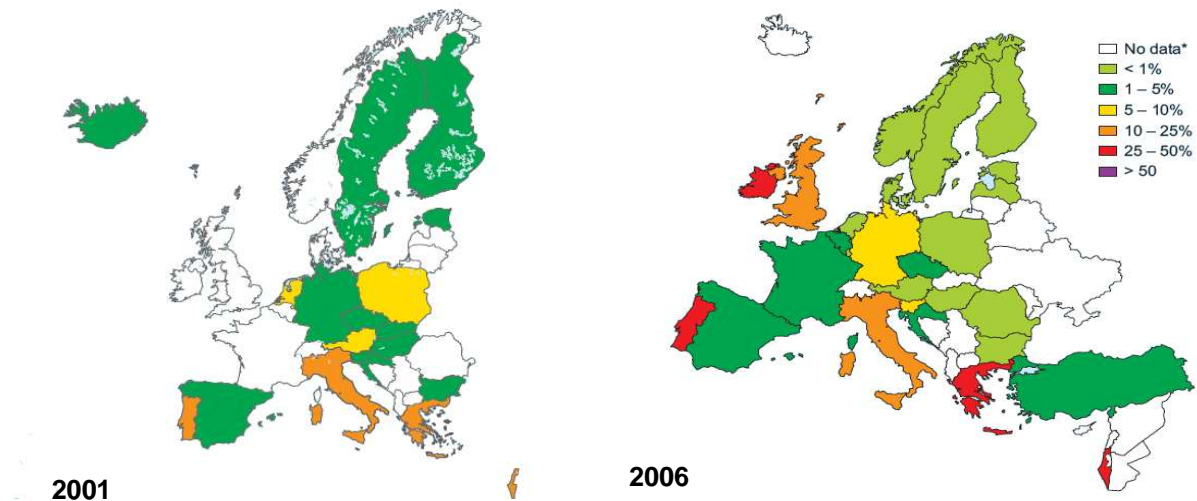 No data*
< 1%
1 – 5%
5 – 10%
10 – 25%
25 – 50%
> 50
2001
2006